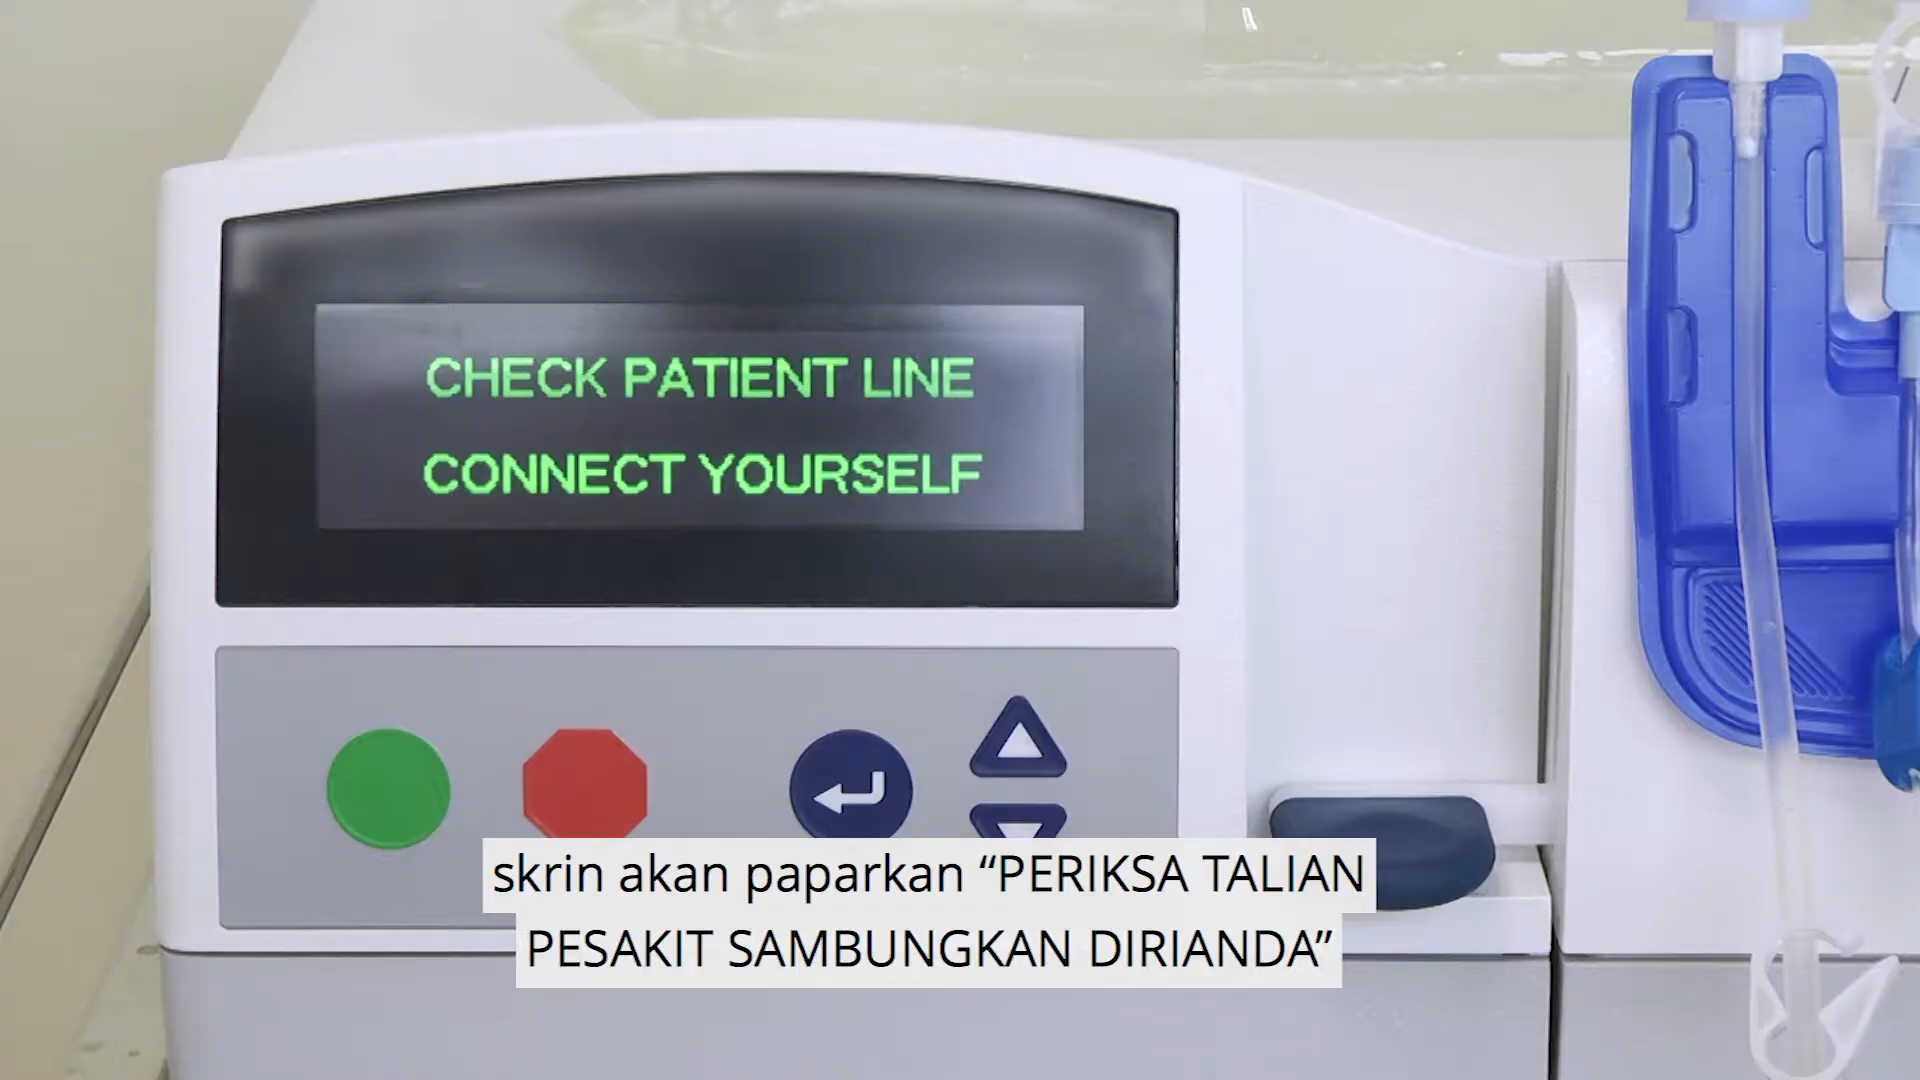 CHECK PATIENT LINE
CONNECT YOURSELF
skrin akan paparkan “PERIKSA TALIAN
PESAKIT SAMBUNGKAN DIRIANDA”